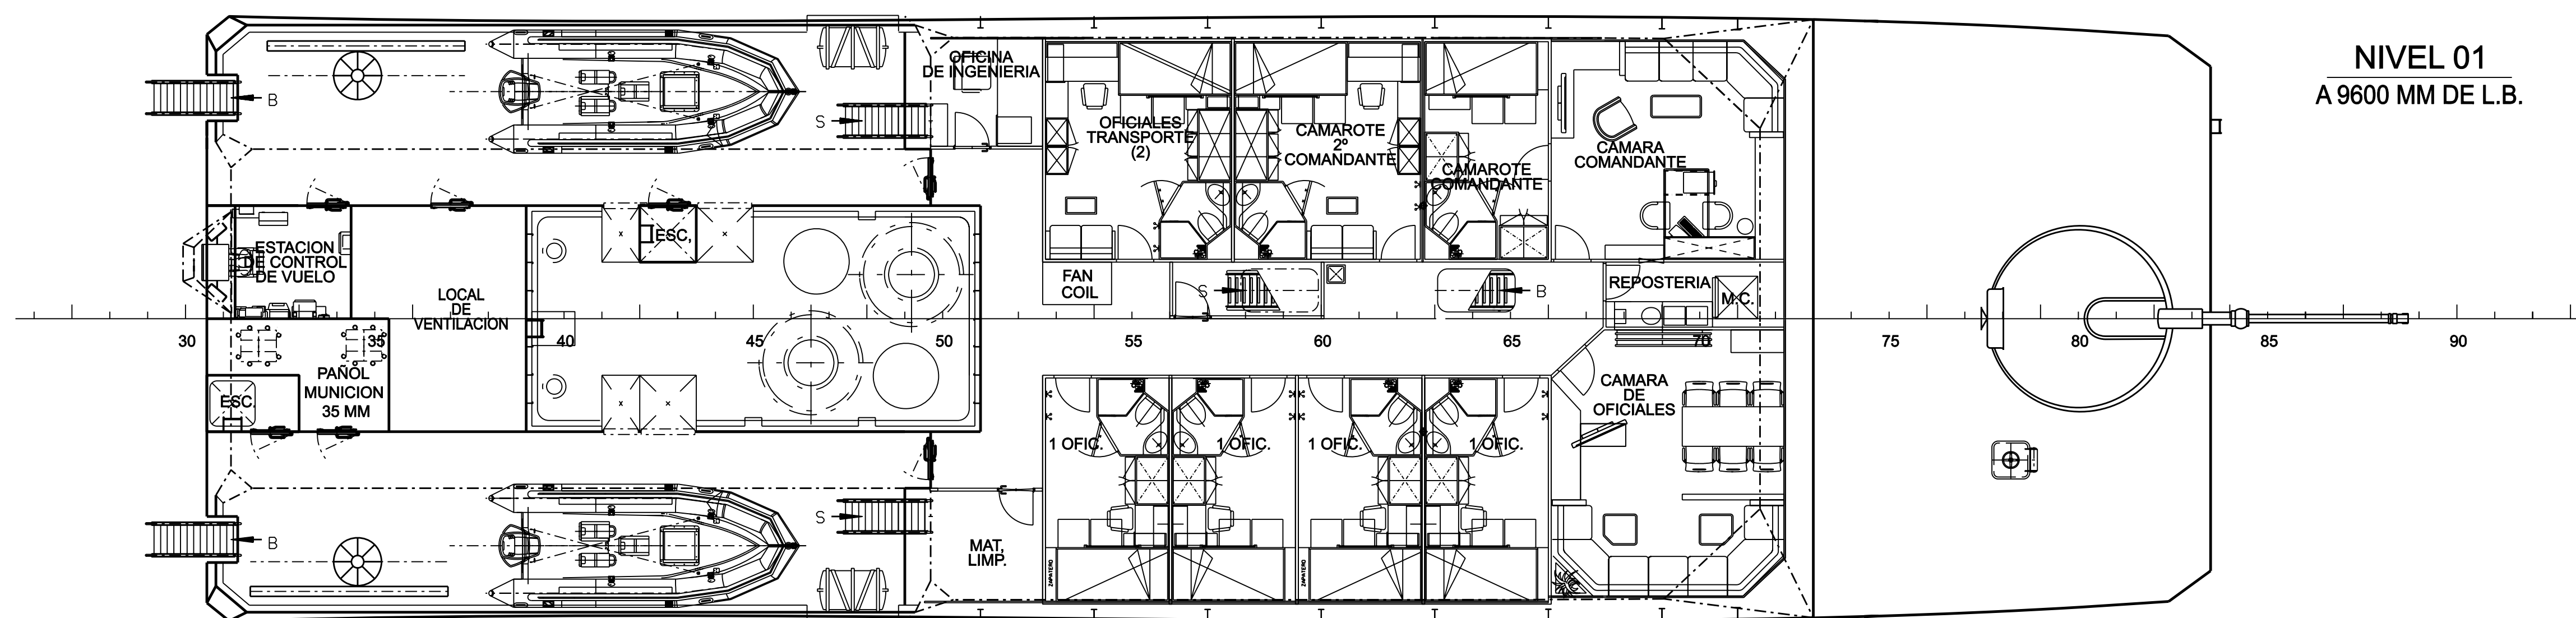 NIVEL 01
A 9600 MM DE L.B.
OFICINA
DE INGENIERIA
B
S
OFICIALES
TRANSPORTE
(2)
CAMAROTE
2º
COMANDANTE
CAMAROTE
COMANDANTE
CAMARA
COMANDANTE
ESTACION
DE CONTROL
DE VUELO
ESC,
LOCAL
DE
VENTILACION
FAN
COIL
S
B
REPOSTERIA
M.C.
30
35
40
45
50
55
60
65
70
75
80
85
90
PAÑOL
MUNICION
35 MM
ESC
CAMARA
DE
OFICIALES
1 OFIC.
1 OFIC.
1 OFIC.
1 OFIC.
S
B
MAT,
LIMP.
ZAPATERO
ZAPATERO